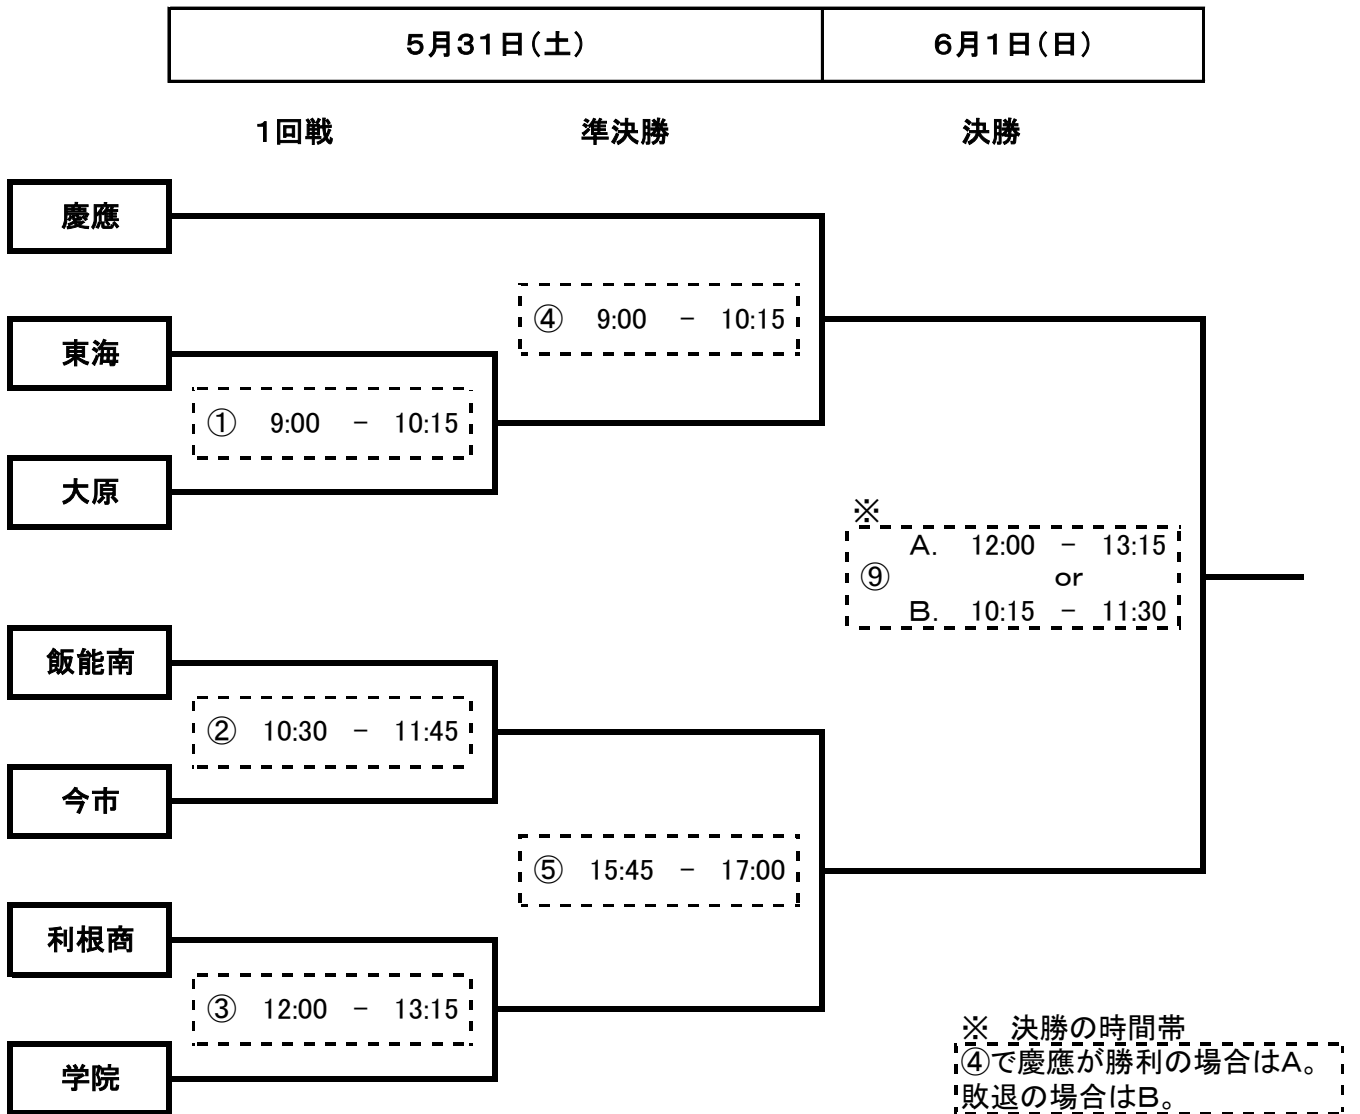 ５月３１日（土）
６月１日（日）
１回戦
準決勝
決勝
慶應
④ 9:00 － 10:15
東海
① 9:00 － 10:15
大原
※
Ａ． 12:00 － 13:15
⑨ or
Ｂ． 10:15 － 11:30
飯能南
② 10:30 － 11:45
今市
⑤ 15:45 － 17:00
利根商
③ 12:00 － 13:15
学院
※ 決勝の時間帯
④で慶應が勝利の場合はＡ。
敗退の場合はＢ。